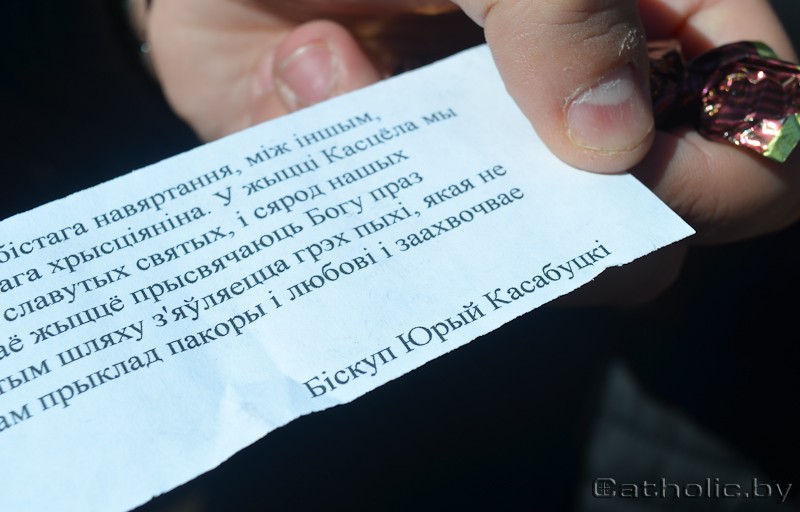 бістага навяртання, між іншым,
ага хрысціяніна. У жыцці Касцёла мы
славутых святых, і сярод нашых
аё жыццё прысвячаюць Богу праз
тым шляху з'яўляецца грэх пыхі, якая не
ам прыклад пакоры і любові і заахвочвае
Біскуп Юрый Касабуцкі
Catholic.by